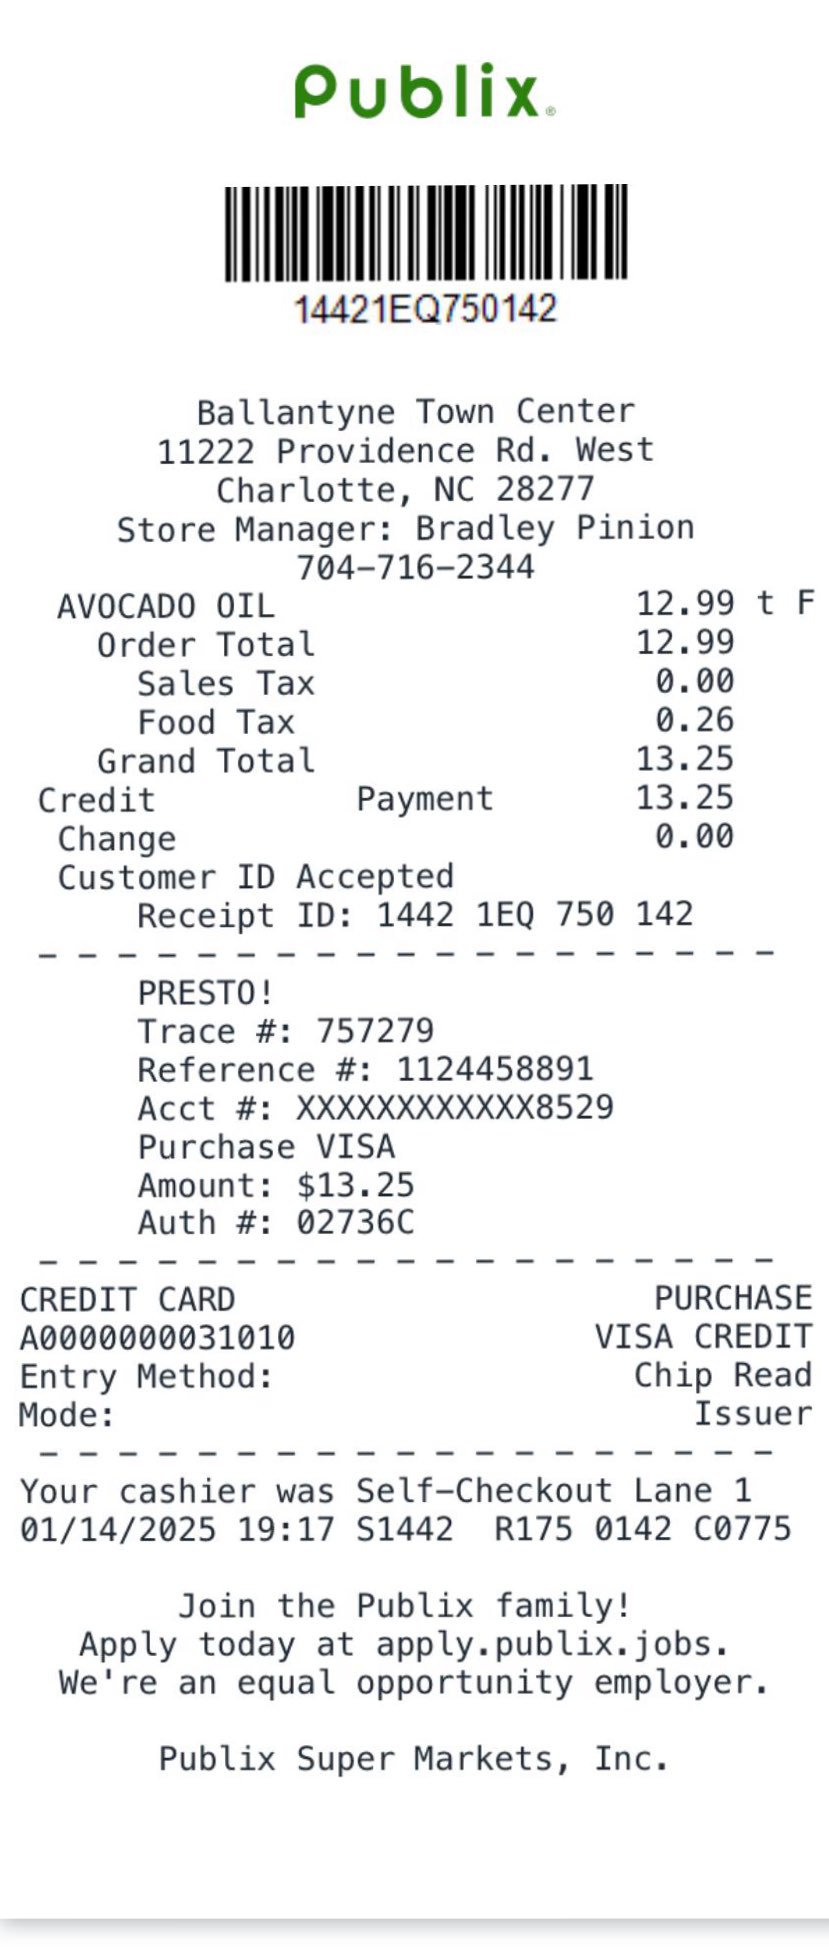 Publix®
14421EQ750142
Ballantyne Town Center
11222 Providence Rd. West
Charlotte, NC 28277
Store Manager: Bradley Pinion
704-716-2344
AVOCADO OIL 12.99 t F
Order Total 12.99
Sales Tax 0.00
Food Tax 0.26
Grand Total 13.25
Credit Payment 13.25
Change 0.00
Customer ID Accepted
Receipt ID: 1442 1EQ 750 142
- - - - - - - - - - - - - - - - - - -
PRESTO!
Trace #: 757279
Reference #: 1124458891
Acct #: XXXXXXXXXXXX8529
Purchase VISA
Amount: $13.25
Auth #: 02736C
- - - - - - - - - - - - - - - - - - -
CREDIT CARD PURCHASE
A0000000031010 VISA CREDIT
Entry Method: Chip Read
Mode: Issuer
- - - - - - - - - - - - - - - - - - -
Your cashier was Self-Checkout Lane 1
01/14/2025 19:17 S1442 R175 0142 C0775
Join the Publix family!
Apply today at apply.publix.jobs.
We're an equal opportunity employer.
Publix Super Markets, Inc.